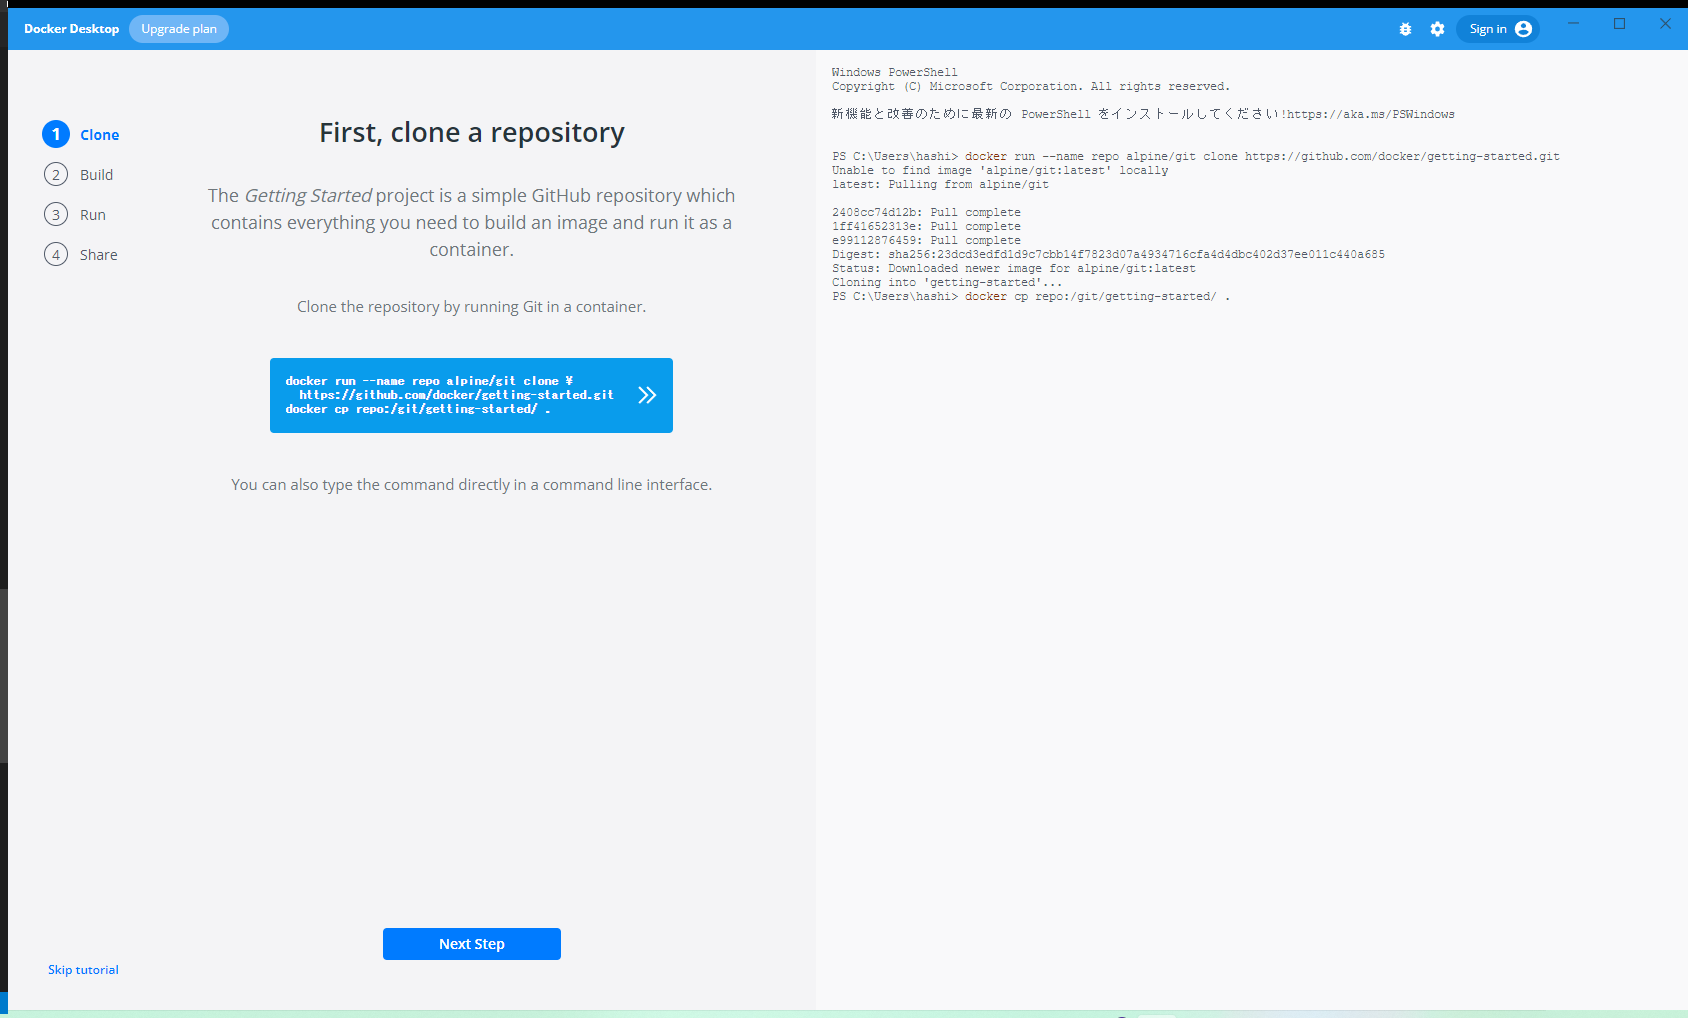 Docker Desktop
Upgrade plan
Sign in
1 Clone
2 Build
3 Run
4 Share
First, clone a repository
The Getting Started project is a simple GitHub repository which
contains everything you need to build an image and run it as a
container.
Clone the repository by running Git in a container.
docker run --name repo alpine/git clone ¥
https://github.com/docker/getting-started.git
docker cp repo:/git/getting-started/ .
You can also type the command directly in a command line interface.
Next Step
Skip tutorial
Windows PowerShell
Copyright (C) Microsoft Corporation. All rights reserved.
新機能と改善のために最新の PowerShell をインストールしてください!https://aka.ms/PSWindows
PS C:\Users\hashi> docker run --name repo alpine/git clone https://github.com/docker/getting-started.git
Unable to find image 'alpine/git:latest' locally
latest: Pulling from alpine/git
2408cc74d12b: Pull complete
1ff41652313e: Pull complete
e99112876459: Pull complete
Digest: sha256:23dcd3edfd1d9c7cbb14f7823d07a4934716cfa4d4dbc402d37ee011c440a685
Status: Downloaded newer image for alpine/git:latest
Cloning into 'getting-started'...
PS C:\Users\hashi> docker cp repo:/git/getting-started/ .